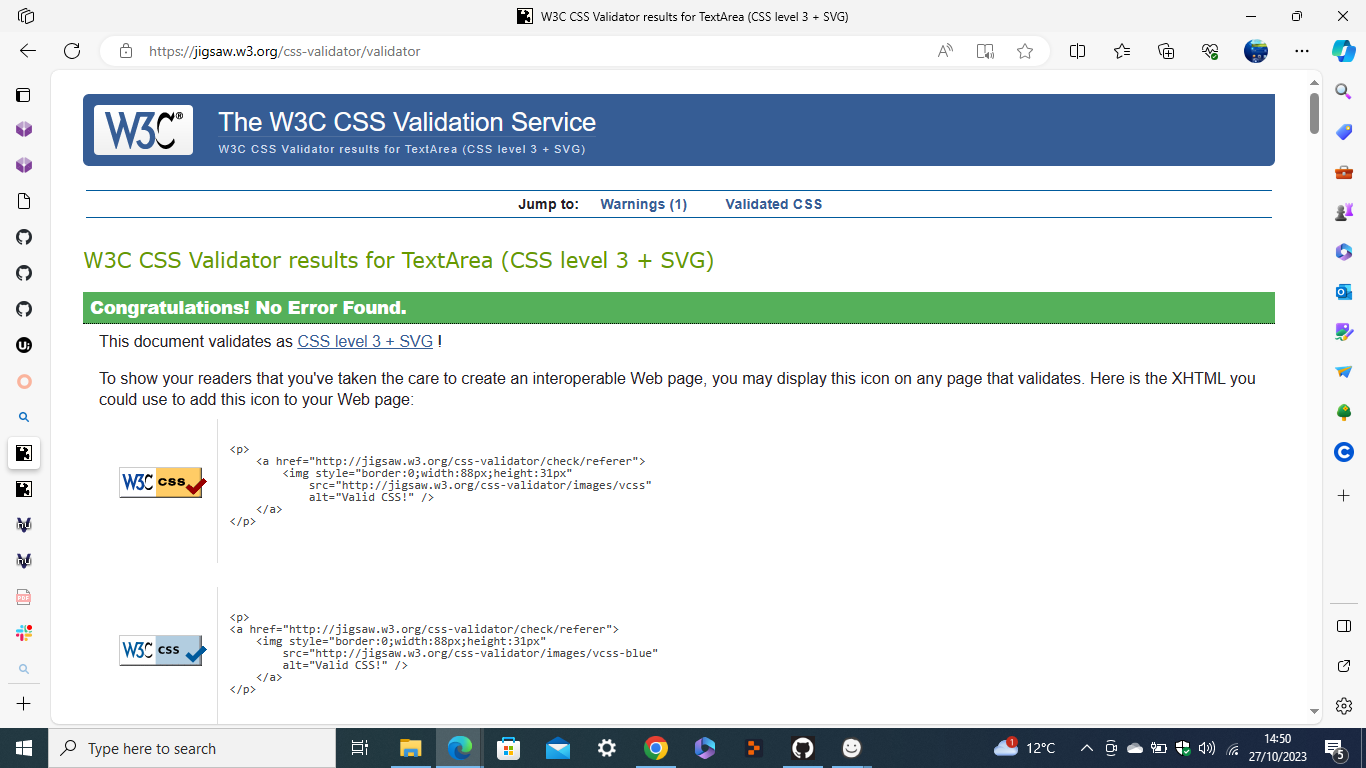 W3C CSS Validator results for TextArea (CSS level 3 + SVG)
https://jigsaw.w3.org/css-validator/validator
W3C®
The W3C CSS Validation Service
W3C CSS Validator results for TextArea (CSS level 3 + SVG)
Jump to: Warnings (1) Validated CSS
W3C CSS Validator results for TextArea (CSS level 3 + SVG)
Congratulations! No Error Found.
This document validates as CSS level 3 + SVG !
To show your readers that you've taken the care to create an interoperable Web page, you may display this icon on any page that validates. Here is the XHTML you
could use to add this icon to your Web page:
W3C css
<p>
    <a href="http://jigsaw.w3.org/css-validator/check/referer">
        <img style="border:0;width:88px;height:31px"
            src="http://jigsaw.w3.org/css-validator/images/vcss"
            alt="Valid CSS!" />
    </a>
</p>
W3C css
<p>
<a href="http://jigsaw.w3.org/css-validator/check/referer">
    <img style="border:0;width:88px;height:31px"
        src="http://jigsaw.w3.org/css-validator/images/vcss-blue"
        alt="Valid CSS!" />
    </a>
</p>
Type here to search
1
12°C
14:50
27/10/2023
5